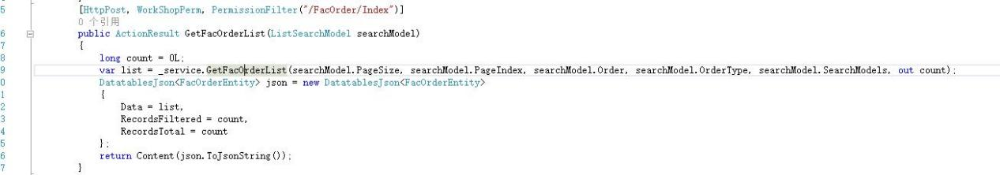 5 [HttpPost, WorkShopPerm, PermissionFilter("/FacOrder/Index")]
0 个引用
6 public ActionResult GetFacOrderList(ListSearchModel searchModel)
7 {
8 long count = 0L;
9 var list = _service.GetFacOrderList(searchModel.PageSize, searchModel.PageIndex, searchModel.Order, searchModel.OrderType, searchModel.SearchModels, out count);
0 DatatablesJson<FacOrderEntity> json = new DatatablesJson<FacOrderEntity>
1 {
2 Data = list,
3 RecordsFiltered = count,
4 RecordsTotal = count
5 };
6 return Content(json.ToJsonString());
7 }